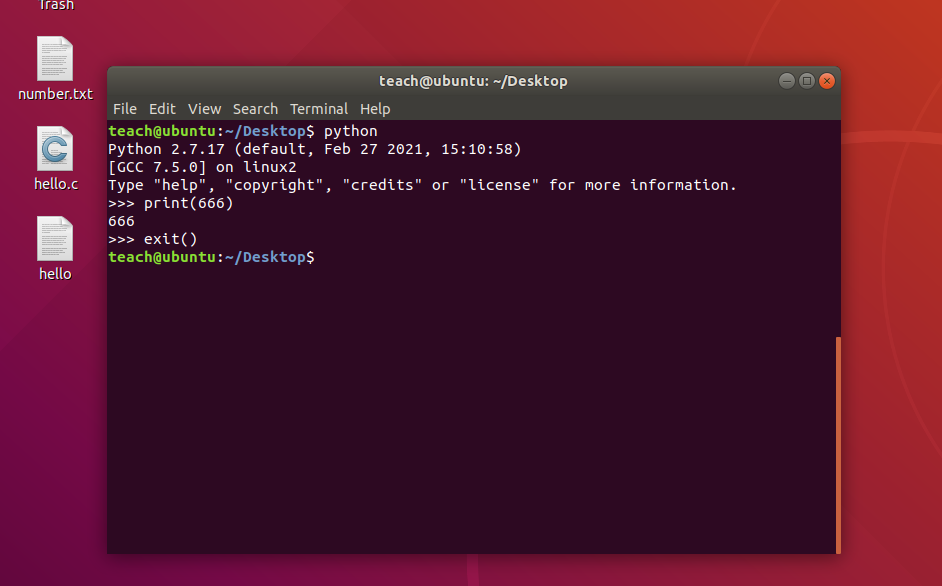 Trash
number.txt
hello.c
hello
teach@ubuntu: ~/Desktop
File Edit View Search Terminal Help
teach@ubuntu:~/Desktop$ python
Python 2.7.17 (default, Feb 27 2021, 15:10:58)
[GCC 7.5.0] on linux2
Type "help", "copyright", "credits" or "license" for more information.
>>> print(666)
666
>>> exit()
teach@ubuntu:~/Desktop$